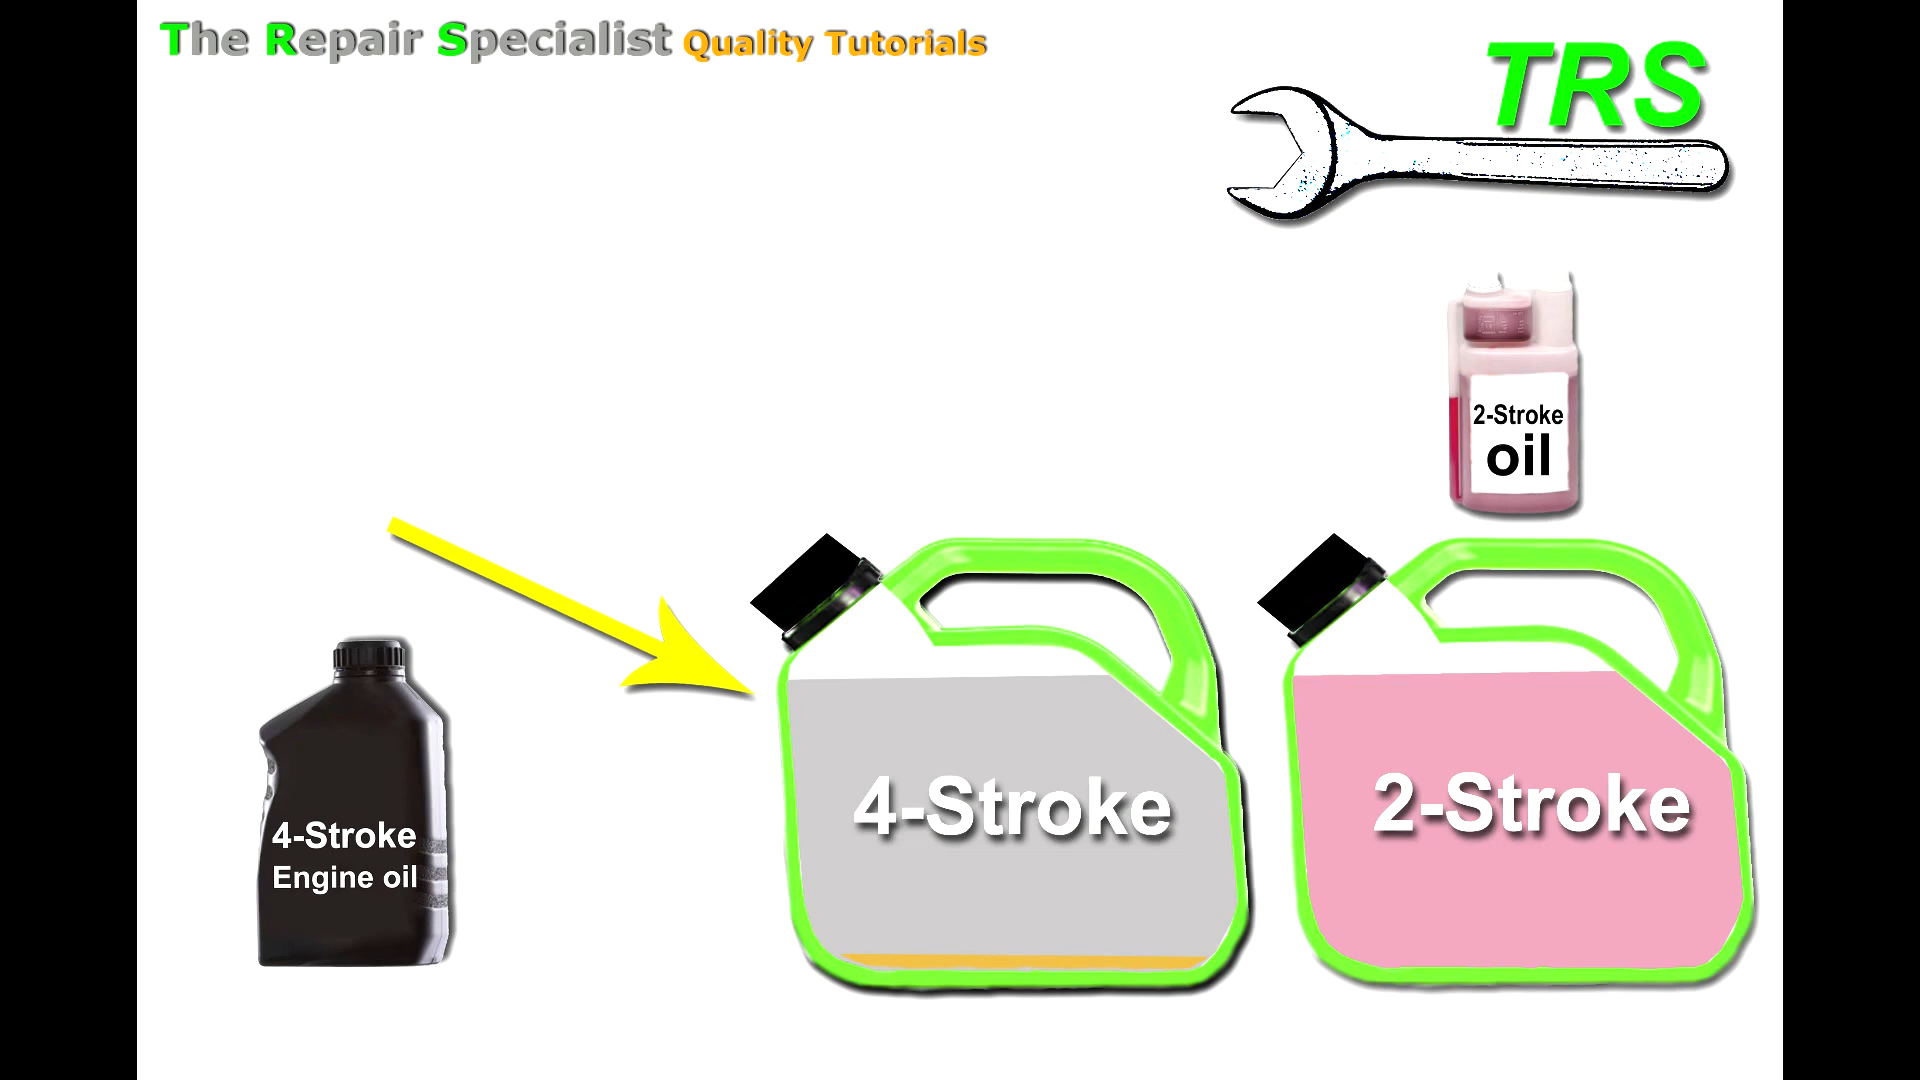 The Repair Specialist Quality Tutorials
TRS
2-Stroke
oil
4-Stroke
Engine oil
4-Stroke
2-Stroke